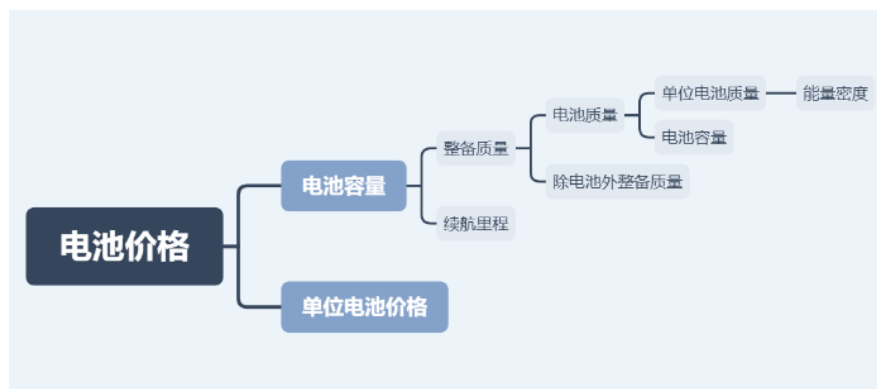 电池价格
电池容量
整备质量
电池质量
单位电池质量
能量密度
电池容量
除电池外整备质量
续航里程
单位电池价格